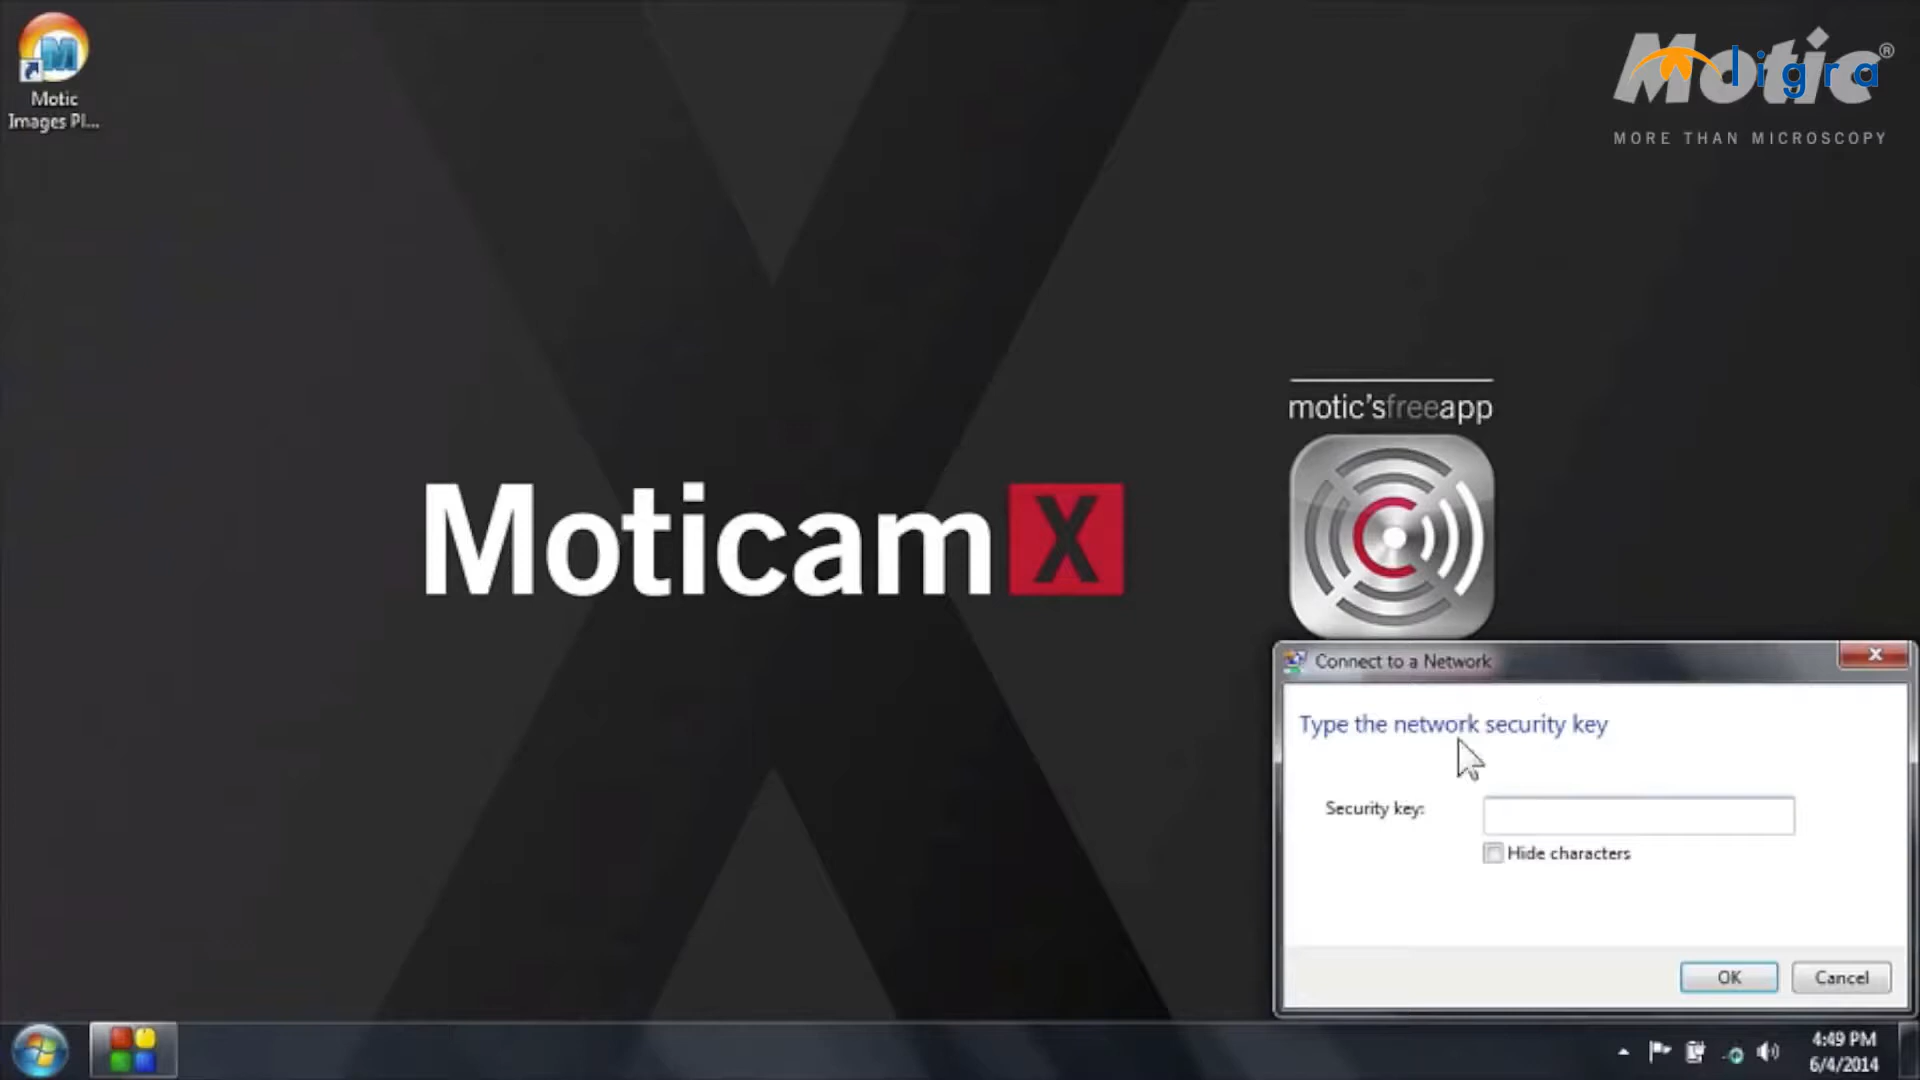 Motic
Images Pl...
Motic®
ligra
MORE THAN MICROSCOPY
motic'sfreeapp
Moticam X
Connect to a Network
Type the network security key
Security key:
Hide characters
OK
Cancel
4:49 PM
6/4/2014